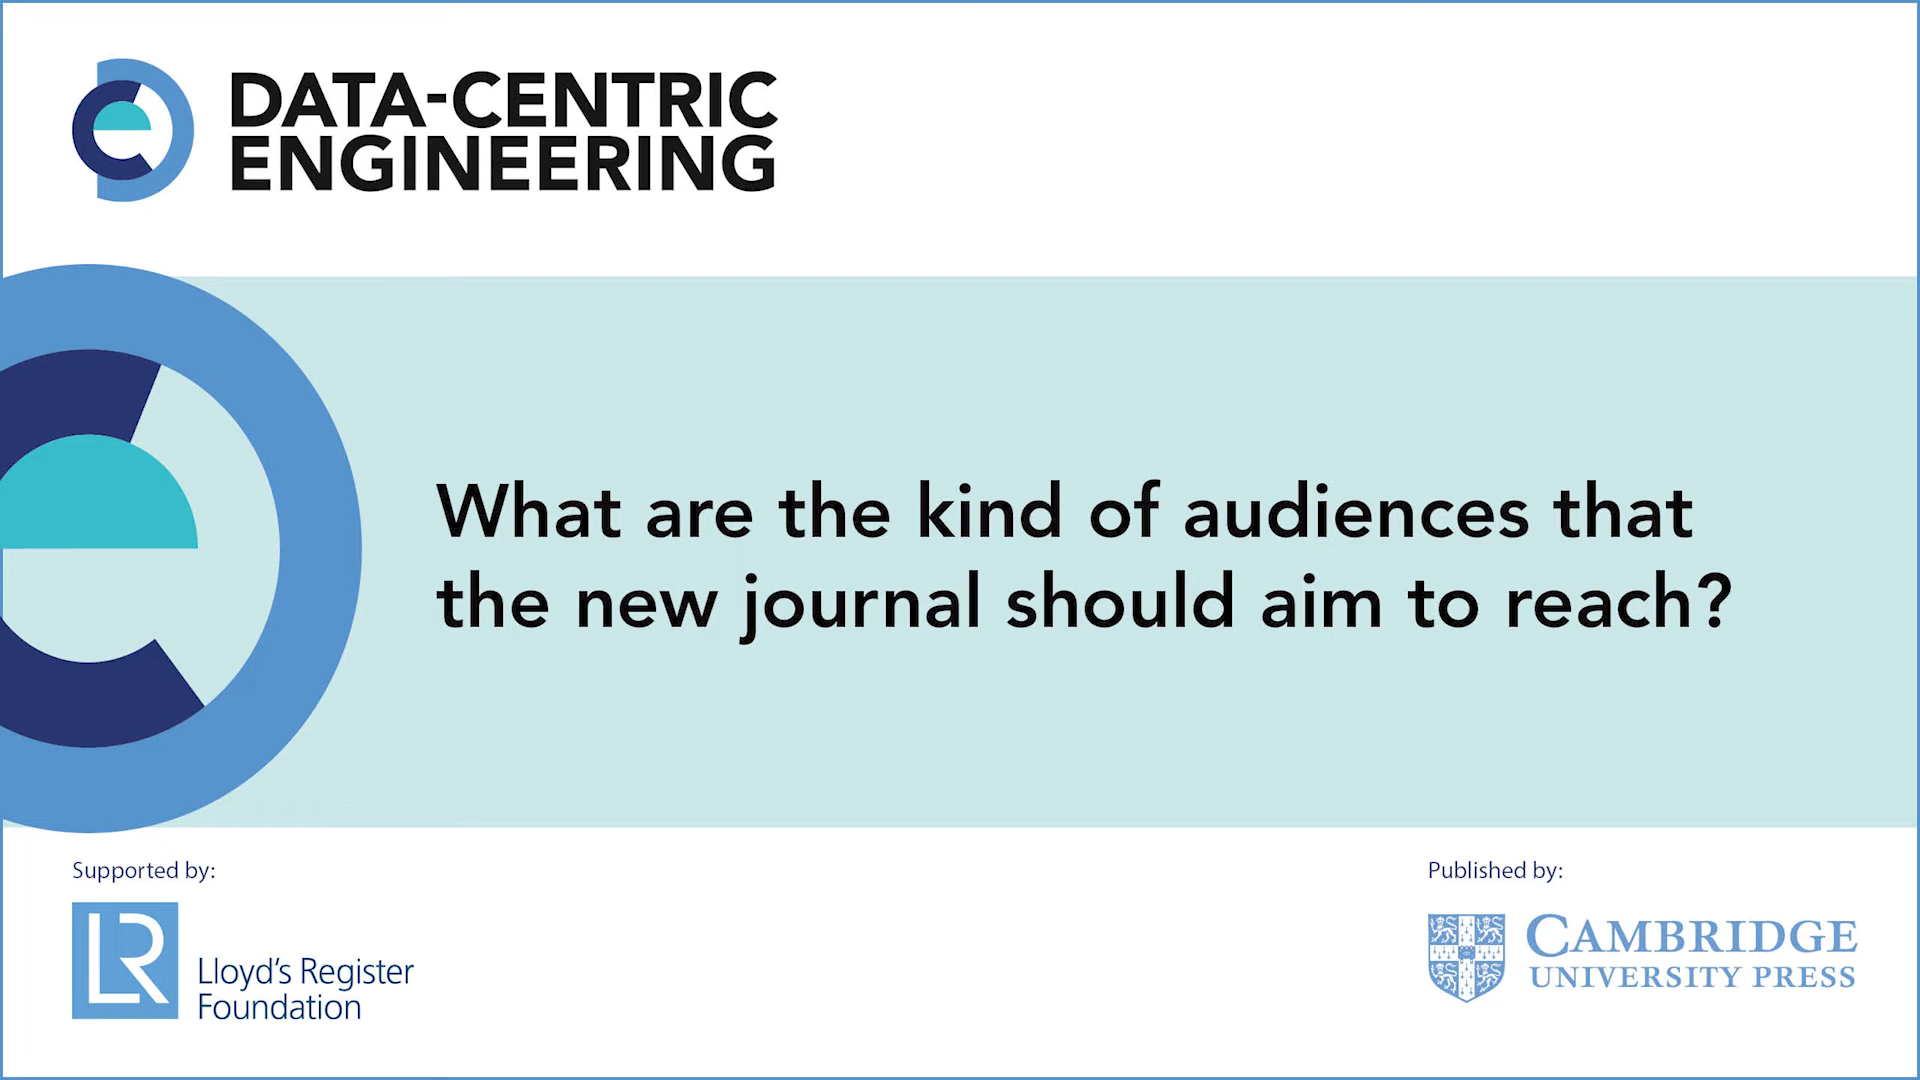 DATA-CENTRIC
ENGINEERING
What are the kind of audiences that
the new journal should aim to reach?
Supported by:
LR
Lloyd's Register
Foundation
Published by:
CAMBRIDGE
UNIVERSITY PRESS